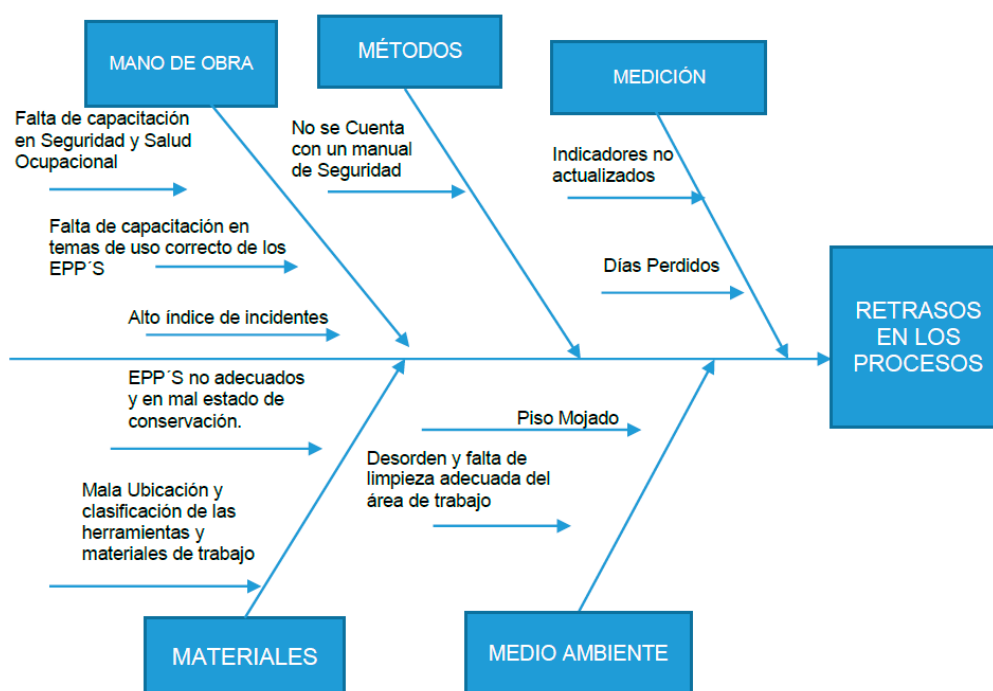 MANO DE OBRA
MÉTODOS
MEDICIÓN
Falta de capacitación
en Seguridad y Salud
Ocupacional
Falta de capacitación en
temas de uso correcto de los
EPP´S
Alto índice de incidentes
No se Cuenta
con un manual
de Seguridad
Indicadores no
actualizados
Días Perdidos
RETRASOS
EN LOS
PROCESOS
EPP´S no adecuados
y en mal estado de
conservación.
Mala Ubicación y
clasificación de las
herramientas y
materiales de trabajo
Piso Mojado
Desorden y falta de
limpieza adecuada del
área de trabajo
MATERIALES
MEDIO AMBIENTE